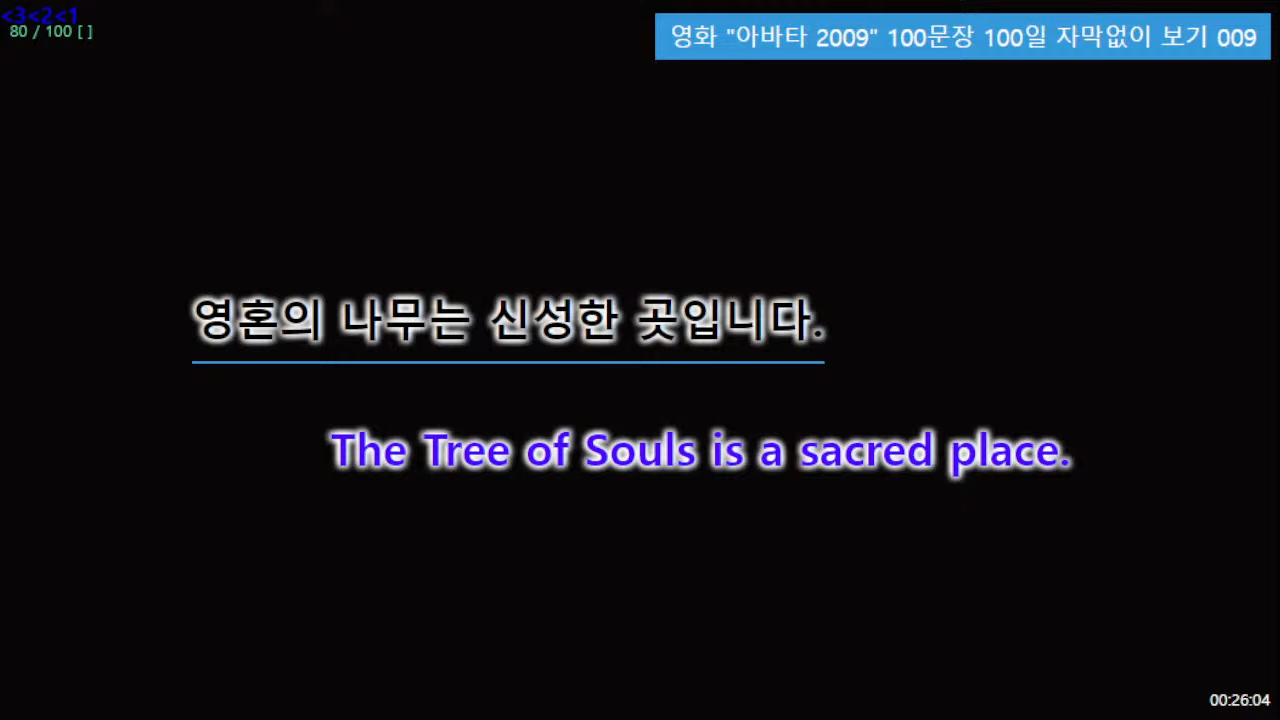 <3<2<1
80 / 100 [ ]
영화 "아바타 2009" 100문장 100일 자막없이 보기 009
영혼의 나무는 신성한 곳입니다.
The Tree of Souls is a sacred place.
00:26:04